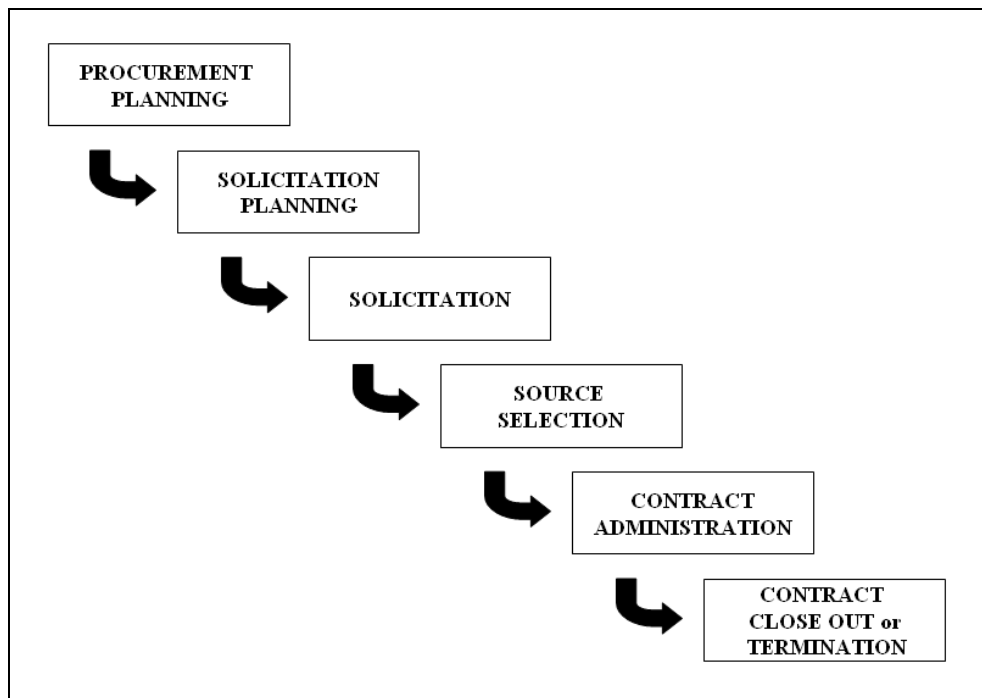 PROCUREMENT
PLANNING
SOLICITATION
PLANNING
SOLICITATION
SOURCE
SELECTION
CONTRACT
ADMINISTRATION
CONTRACT
CLOSE OUT or
TERMINATION